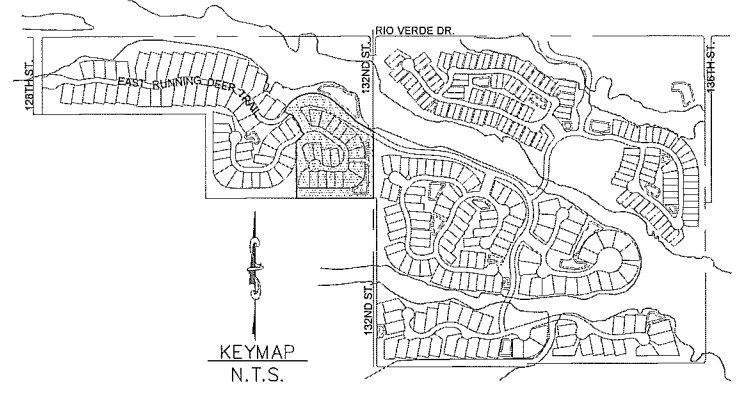 RIO VERDE DR.
128TH ST.
132ND ST.
136TH ST.
EAST RUNNING DEER TRAIL
132ND ST.
KEYMAP
N.T.S.